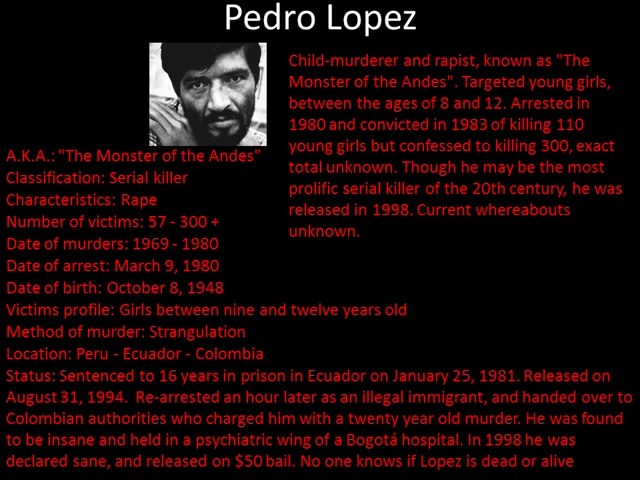 Pedro Lopez
Child-murderer and rapist, known as "The
Monster of the Andes". Targeted young girls,
between the ages of 8 and 12. Arrested in
1980 and convicted in 1983 of killing 110
young girls but confessed to killing 300, exact
total unknown. Though he may be the most
prolific serial killer of the 20th century, he was
released in 1998. Current whereabouts
unknown.
A.K.A.: "The Monster of the Andes"
Classification: Serial killer
Characteristics: Rape
Number of victims: 57 - 300 +
Date of murders: 1969 - 1980
Date of arrest: March 9, 1980
Date of birth: October 8, 1948
Victims profile: Girls between nine and twelve years old
Method of murder: Strangulation
Location: Peru - Ecuador - Colombia
Status: Sentenced to 16 years in prison in Ecuador on January 25, 1981. Released on
August 31, 1994. Re-arrested an hour later as an illegal immigrant, and handed over to
Colombian authorities who charged him with a twenty year old murder. He was found
to be insane and held in a psychiatric wing of a Bogotá hospital. In 1998 he was
declared sane, and released on $50 bail. No one knows if Lopez is dead or alive